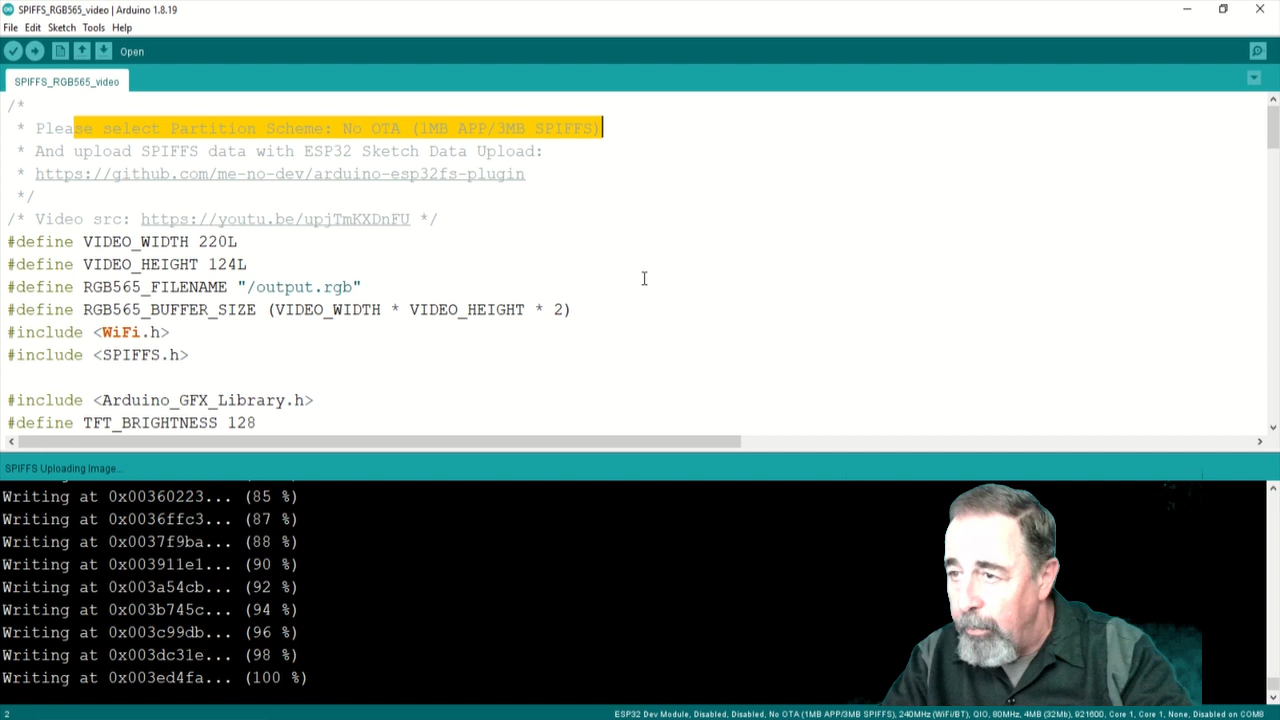 SPIFFS_RGB565_video | Arduino 1.8.19
File Edit Sketch Tools Help
Open
SPIFFS_RGB565_video
/*
* Please select Partition Scheme: No OTA (1MB APP/3MB SPIFFS)
* And upload SPIFFS data with ESP32 Sketch Data Upload:
* https://github.com/me-no-dev/arduino-esp32fs-plugin
*/
/* Video src: https://youtu.be/upjTmKXDnFU */
#define VIDEO_WIDTH 220L
#define VIDEO_HEIGHT 124L
#define RGB565_FILENAME "/output.rgb"
#define RGB565_BUFFER_SIZE (VIDEO_WIDTH * VIDEO_HEIGHT * 2)
#include <WiFi.h>
#include <SPIFFS.h>
#include <Arduino_GFX_Library.h>
#define TFT_BRIGHTNESS 128
SPIFFS Uploading Image...
Writing at 0x00360223... (85 %)
Writing at 0x0036ffc3... (87 %)
Writing at 0x0037f9ba... (88 %)
Writing at 0x003911e1... (90 %)
Writing at 0x003a54cb... (92 %)
Writing at 0x003b745c... (94 %)
Writing at 0x003c99db... (96 %)
Writing at 0x003dc31e... (98 %)
Writing at 0x003ed4fa... (100 %)
2 ESP32 Dev Module, Disabled, Disabled, No OTA (1MB APP/3MB SPIFFS), 240MHz (WiFi/BT), QIO, 80MHz, 4MB (32Mb), 921600, Core 1, Core 1, None, Disabled on COM8